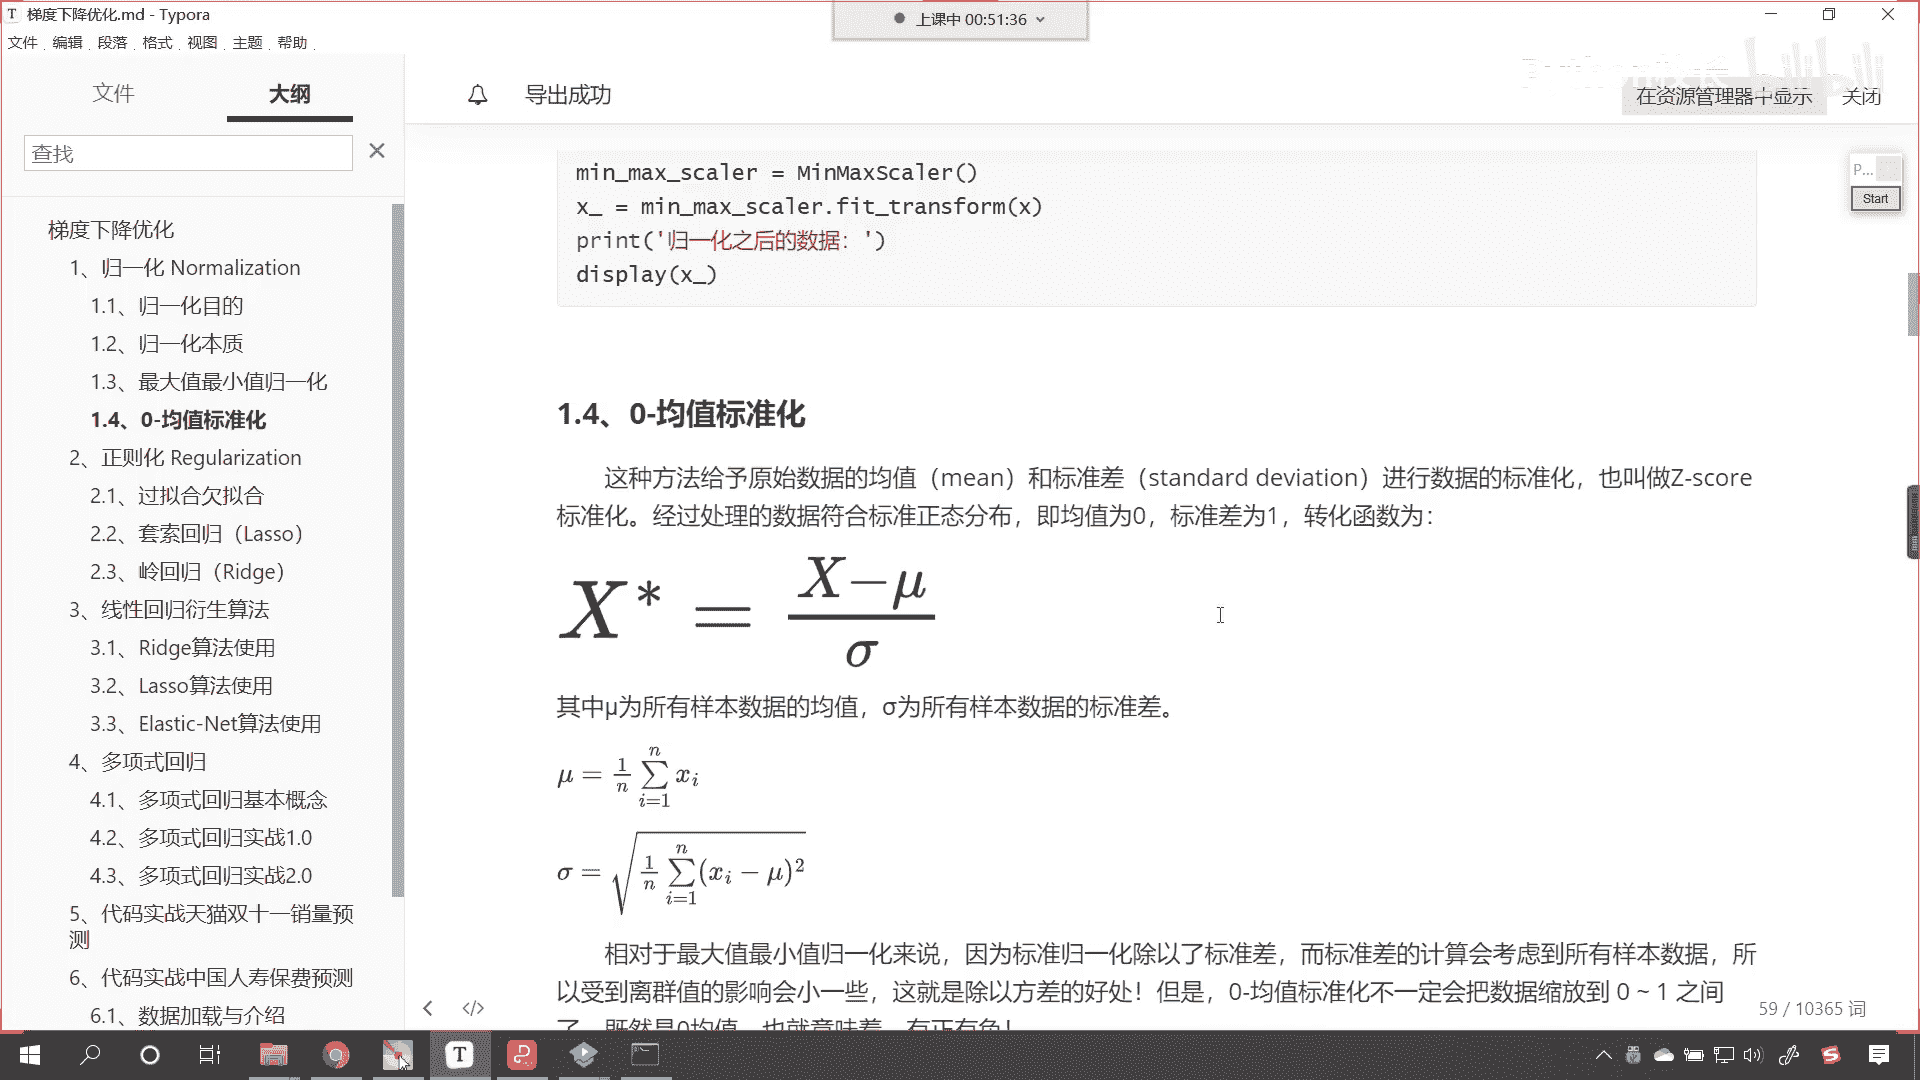 梯度下降优化.md - Typora
上课中 00:51:36
文件 编辑 段落 格式 视图 主题 帮助
文件 大纲
查找
梯度下降优化
1、归一化 Normalization
1.1、归一化目的
1.2、归一化本质
1.3、最大值最小值归一化
1.4、0-均值标准化
2、正则化 Regularization
2.1、过拟合欠拟合
2.2、套索回归（Lasso）
2.3、岭回归（Ridge）
3、线性回归衍生算法
3.1、Ridge算法使用
3.2、Lasso算法使用
3.3、Elastic-Net算法使用
4、多项式回归
4.1、多项式回归基本概念
4.2、多项式回归实战1.0
4.3、多项式回归实战2.0
5、代码实战天猫双十一销量预
测
6、代码实战中国人寿保费预测
6.1、数据加载与介绍
导出成功
在资源管理器中显示 关闭
P...
Start
min_max_scaler = MinMaxScaler()
x_ = min_max_scaler.fit_transform(x)
print('归一化之后的数据：')
display(x_)
1.4、0-均值标准化
这种方法给予原始数据的均值（mean）和标准差（standard deviation）进行数据的标准化，也叫做Z-score
标准化。经过处理的数据符合标准正态分布，即均值为0，标准差为1，转化函数为：
X* = (X−μ)/σ
其中μ为所有样本数据的均值，σ为所有样本数据的标准差。
μ = 1/n ∑_{i=1}^{n} x_i
σ = √(1/n ∑_{i=1}^{n} (x_i − μ)²)
相对于最大值最小值归一化来说，因为标准归一化除以了标准差，而标准差的计算会考虑到所有样本数据，所
以受到离群值的影响会小一些，这就是除以方差的好处！但是，0-均值标准化不一定会把数据缩放到 0 ~ 1 之间
了，既然是0均值，也就意味着，有正有负！
59 / 10365 词